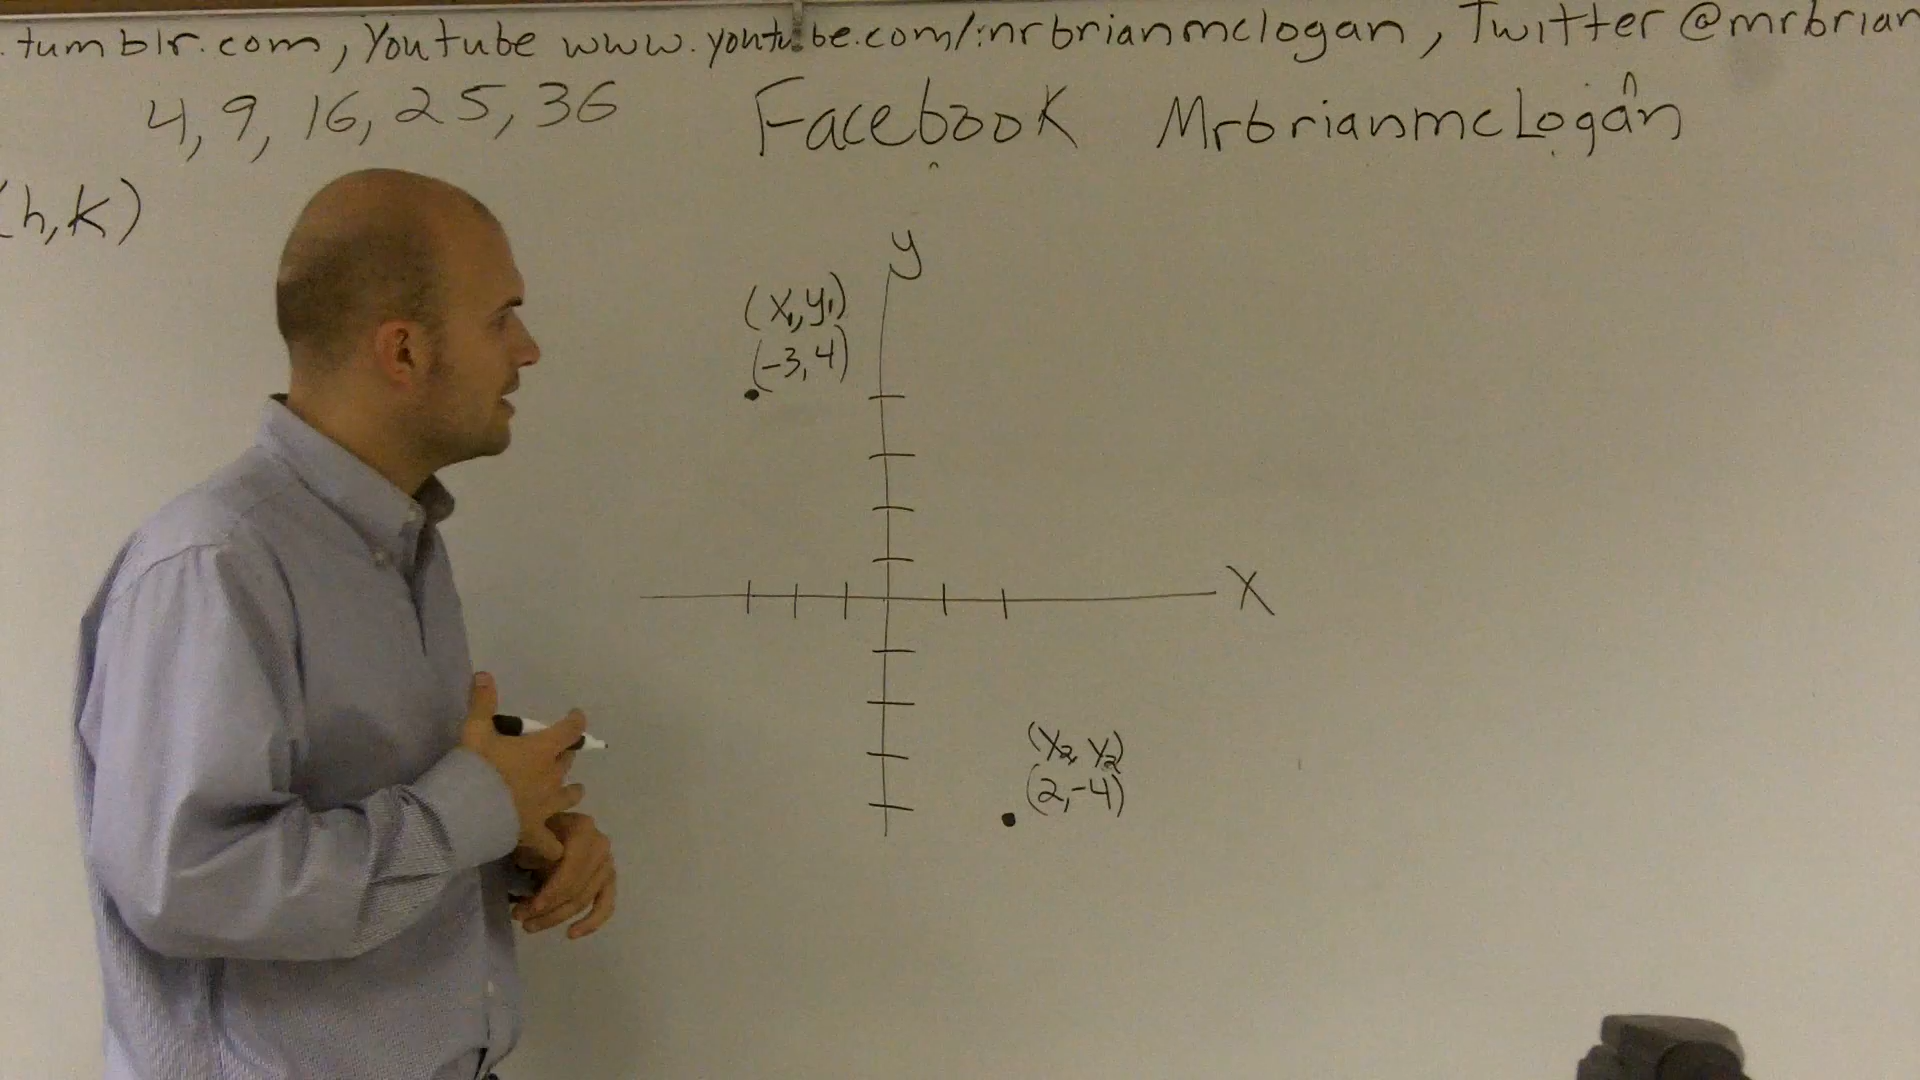 .tumblr.com, Youtube www.youtube.com/mrbrianmclogan, Twitter @mrbrian
4, 9, 16, 25, 36
Facebook MrbrianmcLogan
(h,k)
y
(x₁,y₁)
(-3,4)
x
(x₂, y₂)
(2,-4)